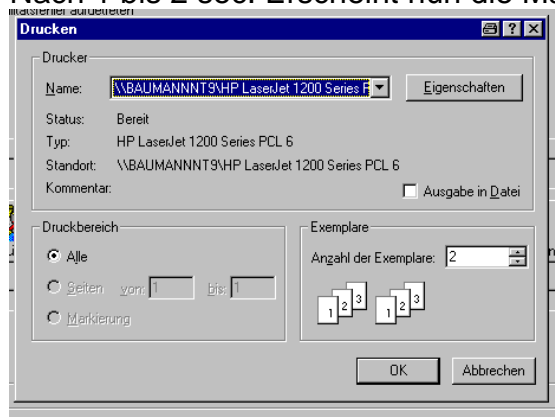 Nach 1 bis 2 sec. Erscheint nun die
Drucken
Drucker
Name: \\BAUMANNNT9\HP LaserJet 1200 Series Eigenschaften
Status: Bereit
Typ: HP LaserJet 1200 Series PCL 6
Standort: \\BAUMANNNT9\HP LaserJet 1200 Series PCL 6
Kommentar:
Ausgabe in Datei
Druckbereich
Alle
Seiten von: 1 bis: 1
Markierung
Exemplare
Anzahl der Exemplare: 2
1 2 3 1 2 3
OK Abbrechen